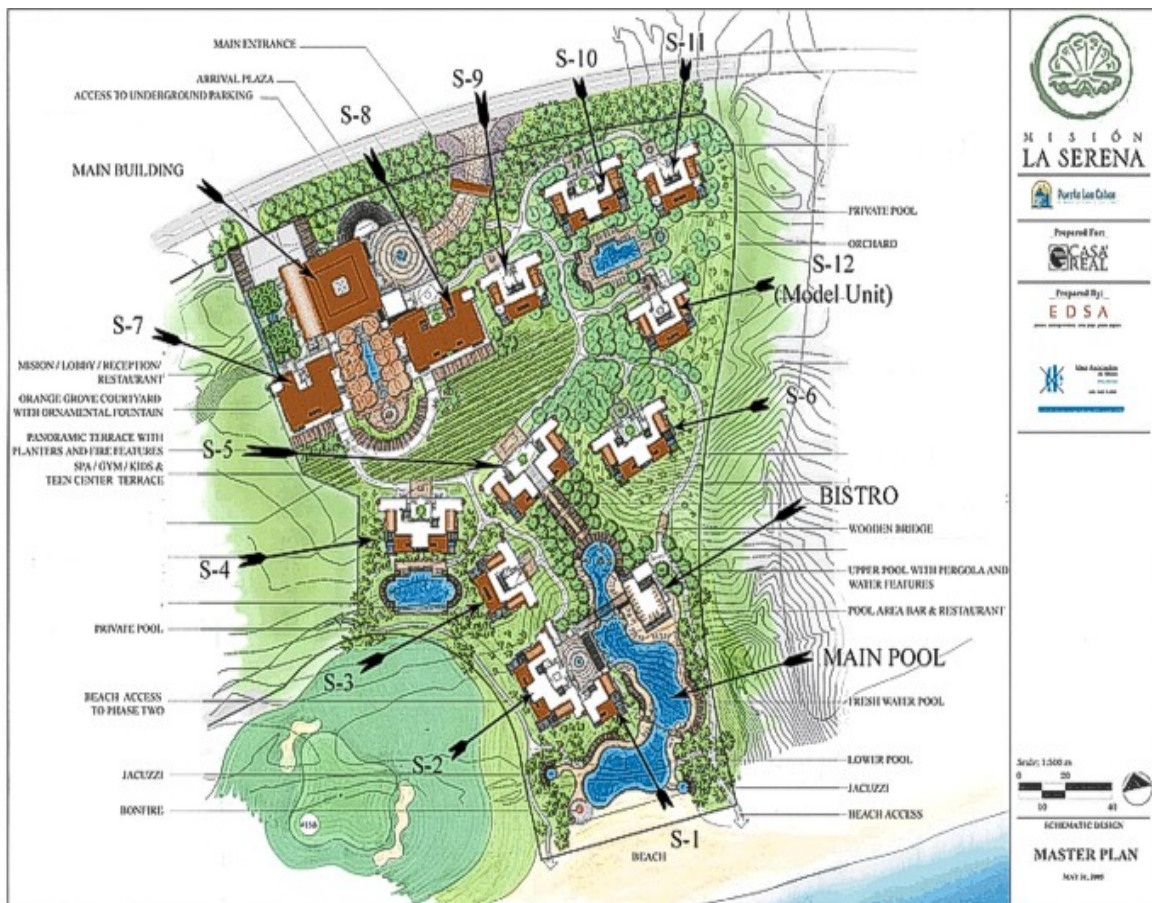 MAIN ENTRANCE
ARRIVAL PLAZA
ACCESS TO UNDERGROUND PARKING
MAIN BUILDING
S-8
S-9
S-10
S-11
PRIVATE POOL
ORCHARD
S-12
(Model Unit)
S-7
MISION / LOBBY / RECEPTION/
RESTAURANT
ORANGE GROVE COURTYARD
WITH ORNAMENTAL FOUNTAIN
PANORAMIC TERRACE WITH
PLANTERS AND FIRE FEATURES
SPA / GYM / KIDS &
TEEN CENTER TERRACE
S-5
S-6
BISTRO
WOODEN BRIDGE
UPPER POOL WITH PERGOLA AND
WATER FEATURES
POOL AREA BAR & RESTAURANT
S-4
PRIVATE POOL
S-3
MAIN POOL
BEACH ACCESS
TO PHASE TWO
FRESH WATER POOL
S-2
JACUZZI
BONFIRE
LOWER POOL
JACUZZI
BEACH ACCESS
S-1
BEACH
MISIÓN
LA SERENA
Puerto Los Cabos
Prepared For:
CASA
REAL
Prepared By:
EDSA
Scale; 1:500 m
0 20
10 40
SCHEMATIC DESIGN
MASTER PLAN